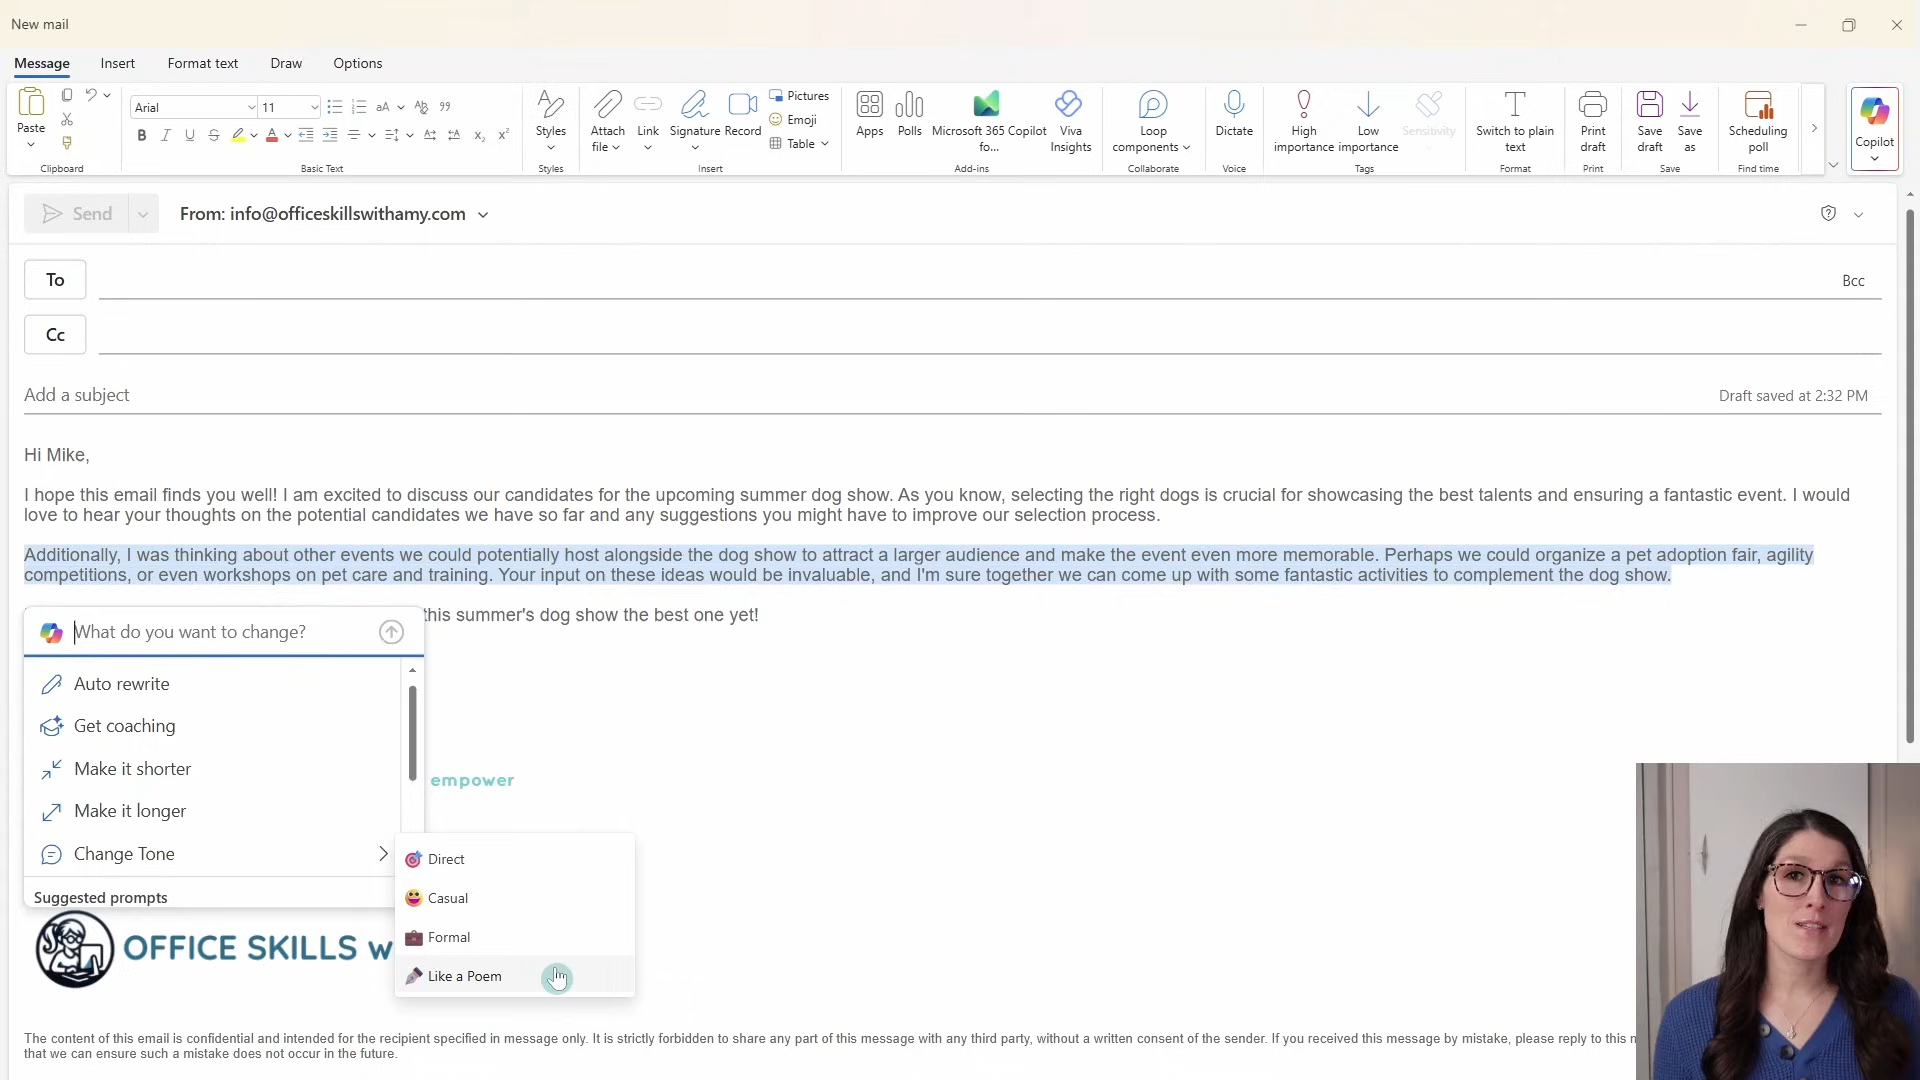 New mail
Message Insert Format text Draw Options
Paste
Clipboard
Arial 11
B I U S
Basic Text
Styles
Styles
Attach file
Link
Signature
Record
Pictures
Emoji
Table
Insert
Apps
Polls
Microsoft 365 Copilot fo...
Viva Insights
Add-ins
Loop components
Collaborate
Dictate
Voice
High importance
Low importance
Sensitivity
Tags
Switch to plain text
Format
Print draft
Print
Save draft
Save as
Save
Scheduling poll
Find time
Copilot
Send From: info@officeskillswithamy.com
To Bcc
Cc
Add a subject Draft saved at 2:32 PM
Hi Mike,
I hope this email finds you well! I am excited to discuss our candidates for the upcoming summer dog show. As you know, selecting the right dogs is crucial for showcasing the best talents and ensuring a fantastic event. I would
love to hear your thoughts on the potential candidates we have so far and any suggestions you might have to improve our selection process.
Additionally, I was thinking about other events we could potentially host alongside the dog show to attract a larger audience and make the event even more memorable. Perhaps we could organize a pet adoption fair, agility
competitions, or even workshops on pet care and training. Your input on these ideas would be invaluable, and I'm sure together we can come up with some fantastic activities to complement the dog show.
this summer's dog show the best one yet!
What do you want to change?
Auto rewrite
Get coaching
Make it shorter
Make it longer
Change Tone
Suggested prompts
empower
Direct
Casual
Formal
Like a Poem
OFFICE SKILLS w
The content of this email is confidential and intended for the recipient specified in message only. It is strictly forbidden to share any part of this message with any third party, without a written consent of the sender. If you received this message by mistake, please reply to this
that we can ensure such a mistake does not occur in the future.